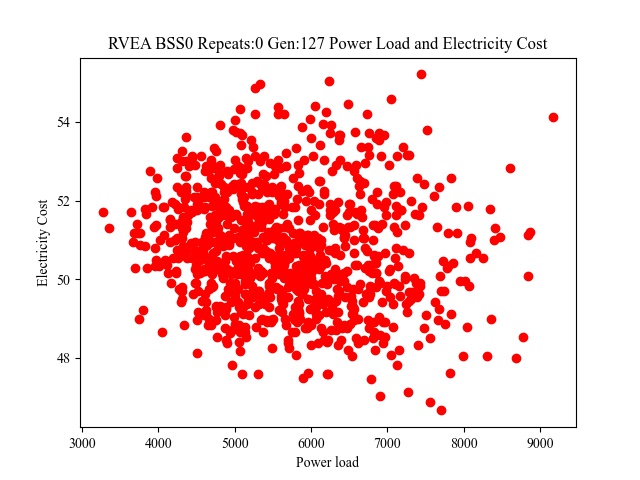 RVEA BSS0 Repeats:0 Gen:127 Power Load and Electricity Cost
54
52
50
48
Electricity Cost
3000 4000 5000 6000 7000 8000 9000
Power load